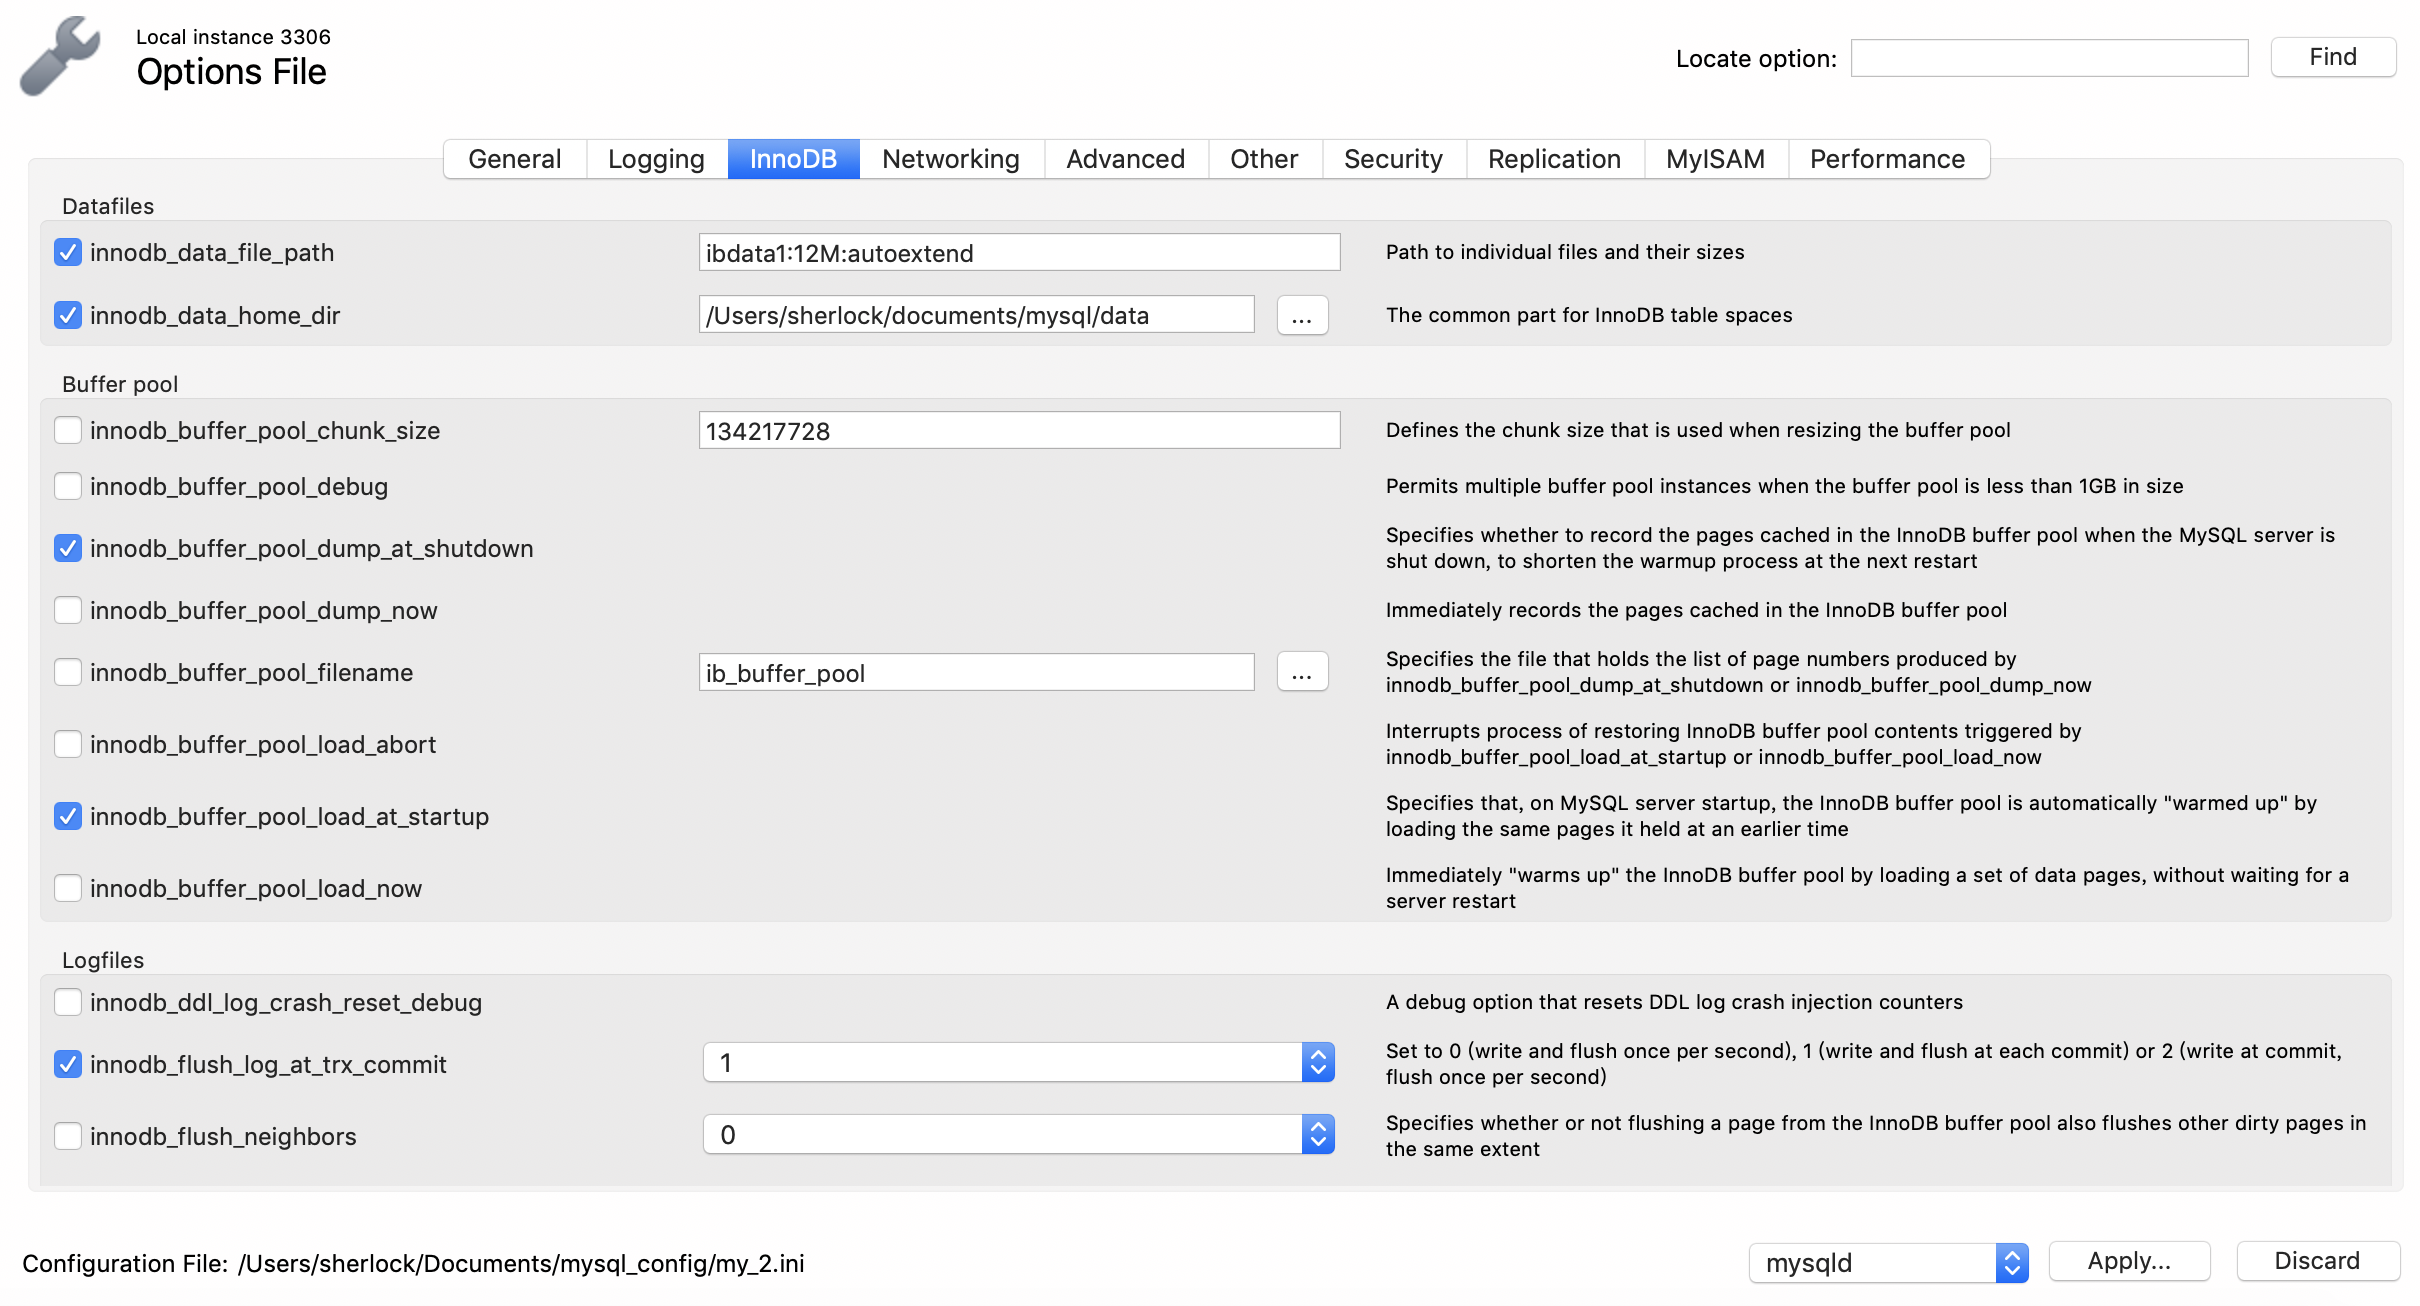 Local instance 3306
Options File
Locate option:
Find
General Logging InnoDB Networking Advanced Other Security Replication MyISAM Performance
Datafiles
innodb_data_file_path ibdata1:12M:autoextend Path to individual files and their sizes
innodb_data_home_dir /Users/sherlock/documents/mysql/data ... The common part for InnoDB table spaces
Buffer pool
innodb_buffer_pool_chunk_size 134217728 Defines the chunk size that is used when resizing the buffer pool
innodb_buffer_pool_debug Permits multiple buffer pool instances when the buffer pool is less than 1GB in size
innodb_buffer_pool_dump_at_shutdown Specifies whether to record the pages cached in the InnoDB buffer pool when the MySQL server is
shut down, to shorten the warmup process at the next restart
innodb_buffer_pool_dump_now Immediately records the pages cached in the InnoDB buffer pool
innodb_buffer_pool_filename ib_buffer_pool ... Specifies the file that holds the list of page numbers produced by
innodb_buffer_pool_dump_at_shutdown or innodb_buffer_pool_dump_now
innodb_buffer_pool_load_abort Interrupts process of restoring InnoDB buffer pool contents triggered by
innodb_buffer_pool_load_at_startup or innodb_buffer_pool_load_now
innodb_buffer_pool_load_at_startup Specifies that, on MySQL server startup, the InnoDB buffer pool is automatically "warmed up" by
loading the same pages it held at an earlier time
innodb_buffer_pool_load_now Immediately "warms up" the InnoDB buffer pool by loading a set of data pages, without waiting for a
server restart
Logfiles
innodb_ddl_log_crash_reset_debug A debug option that resets DDL log crash injection counters
innodb_flush_log_at_trx_commit 1 Set to 0 (write and flush once per second), 1 (write and flush at each commit) or 2 (write at commit,
flush once per second)
innodb_flush_neighbors 0 Specifies whether or not flushing a page from the InnoDB buffer pool also flushes other dirty pages in
the same extent
Configuration File: /Users/sherlock/Documents/mysql_config/my_2.ini mysqld Apply... Discard